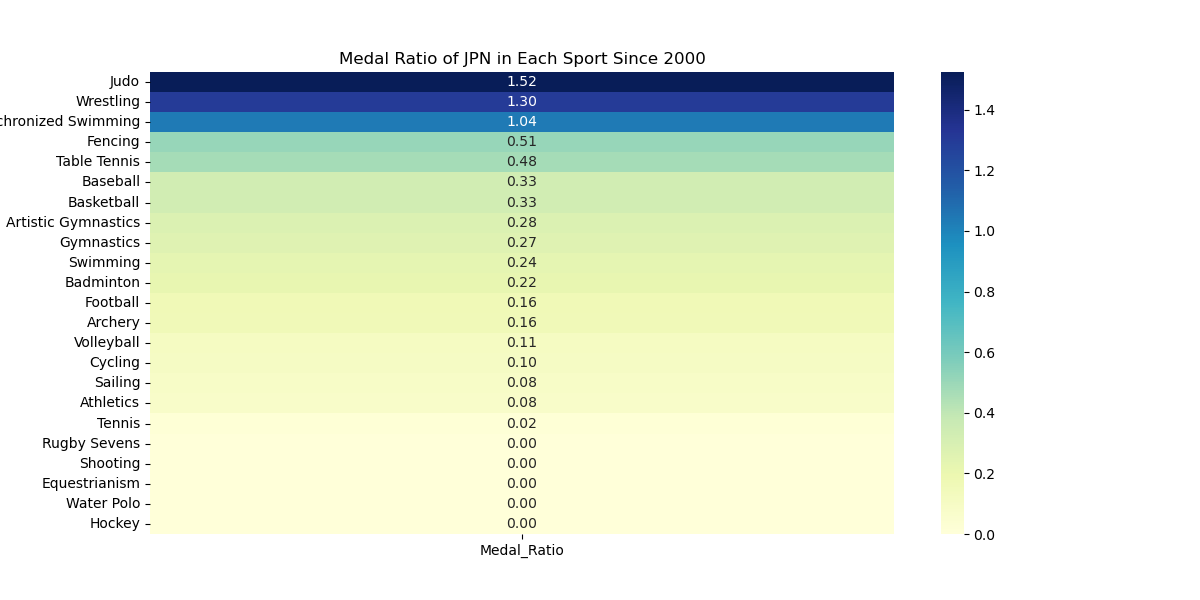 Medal Ratio of JPN in Each Sport Since 2000
Judo 1.52
Wrestling 1.30
chronized Swimming 1.04
Fencing 0.51
Table Tennis 0.48
Baseball 0.33
Basketball 0.33
Artistic Gymnastics 0.28
Gymnastics 0.27
Swimming 0.24
Badminton 0.22
Football 0.16
Archery 0.16
Volleyball 0.11
Cycling 0.10
Sailing 0.08
Athletics 0.08
Tennis 0.02
Rugby Sevens 0.00
Shooting 0.00
Equestrianism 0.00
Water Polo 0.00
Hockey 0.00
Medal_Ratio
1.4
1.2
1.0
0.8
0.6
0.4
0.2
0.0